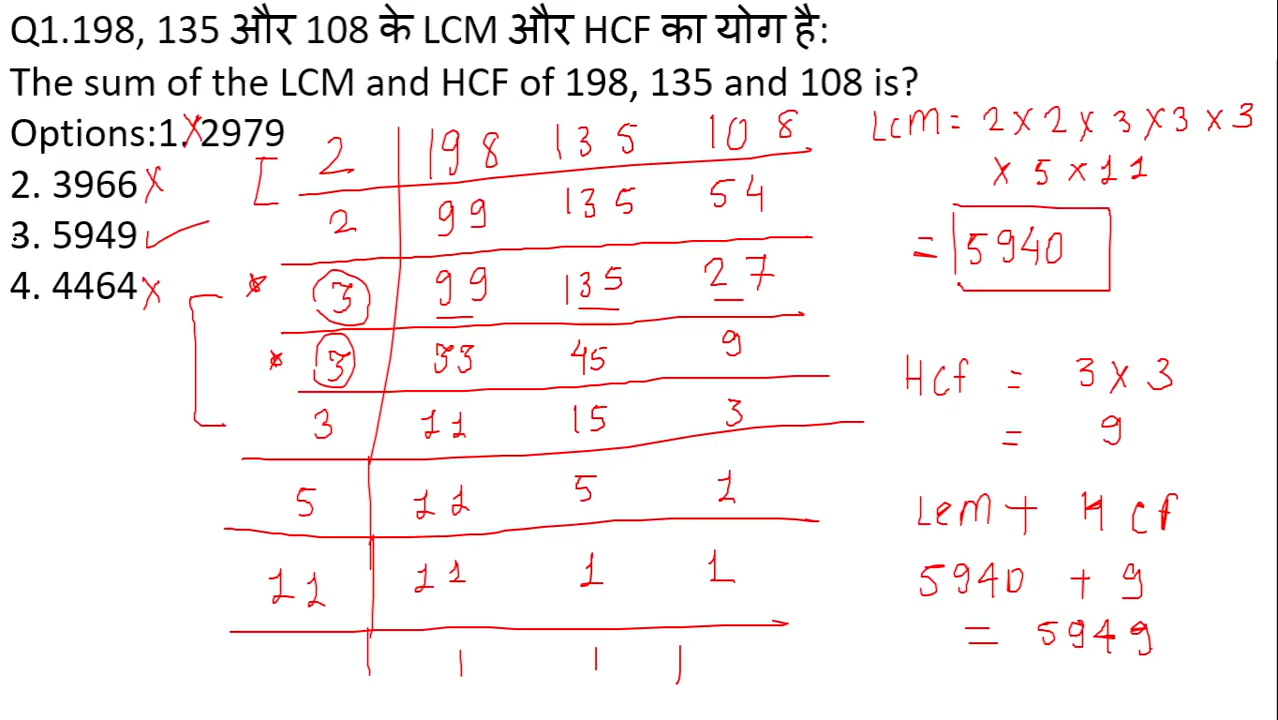 Q1.198, 135 और 108 के LCM और HCF का योग है:
The sum of the LCM and HCF of 198, 135 and 108 is?
Options:1. 2979
2. 3966 x
3. 5949 ✓
4. 4464 x
2 | 198 135 108
2 | 99 135 54
* 3 | 99 135 27
* 3 | 33 45 9
3 | 11 15 3
5 | 11 5 1
11 | 11 1 1
1 1 1
LCM = 2 x 2 x 3 x 3 x 3
x 5 x 11
= 5940
HCf = 3 x 3
= 9
LCM + HCf
5940 + 9
= 5949